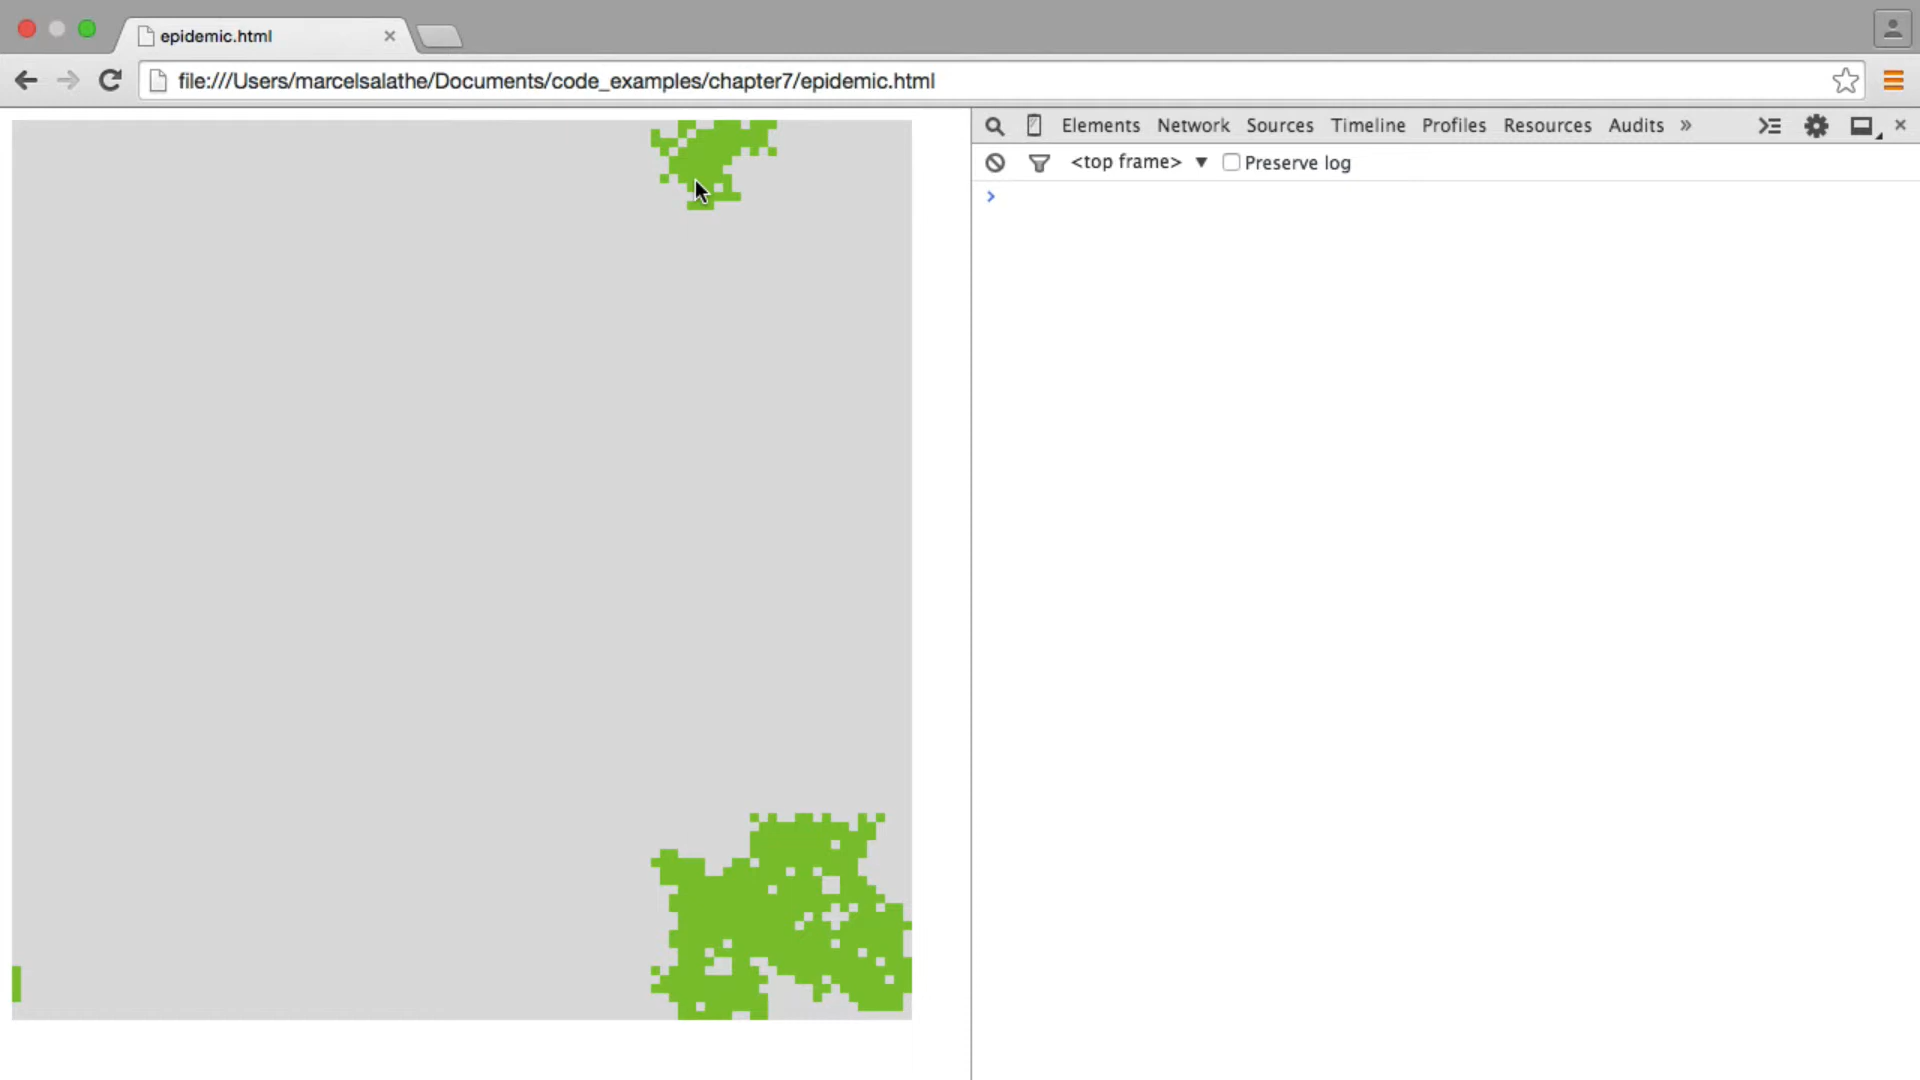 epidemic.html
file:///Users/marcelsalathe/Documents/code_examples/chapter7/epidemic.html
Elements Network Sources Timeline Profiles Resources Audits »
<top frame> ▼ Preserve log